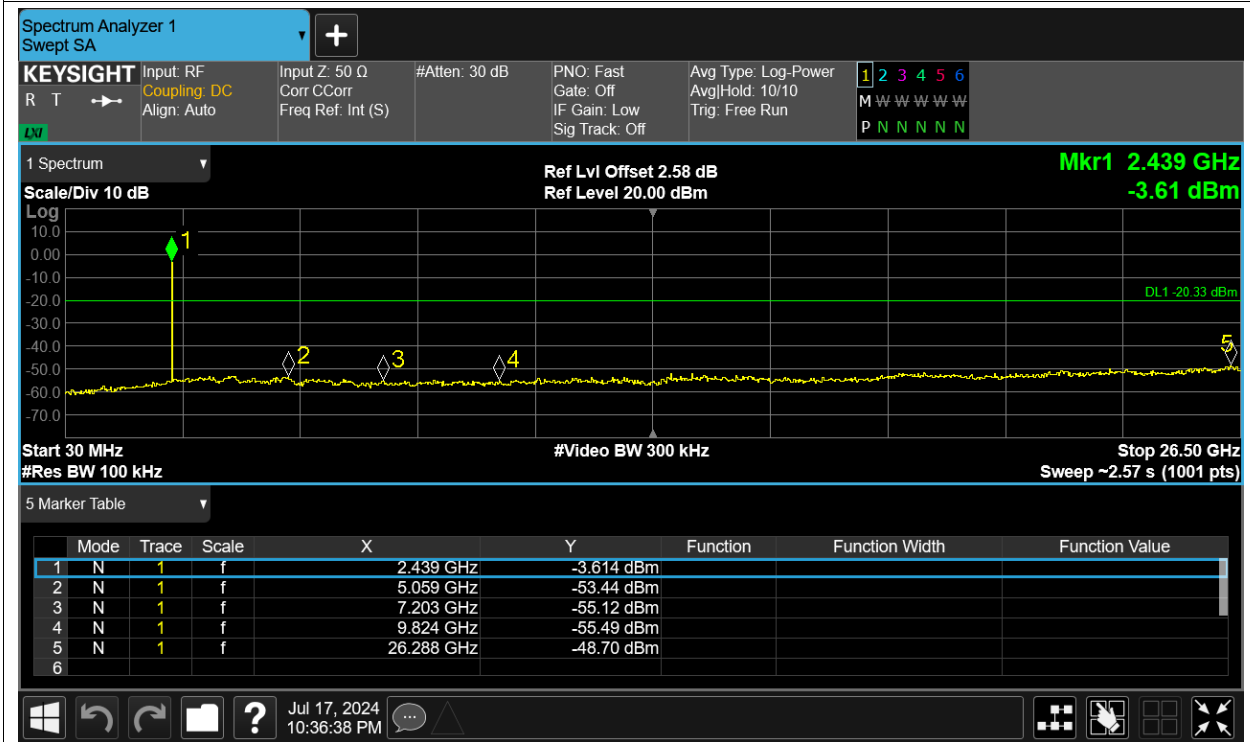 Spectrum Analyzer 1
Swept SA
KEYSIGHT Input: RF Input Z: 50 Ω #Atten: 30 dB PNO: Fast Avg Type: Log-Power 1 2 3 4 5 6
R T Coupling: DC Corr CCorr Gate: Off Avg|Hold: 10/10 M W W W W W
Align: Auto Freq Ref: Int (S) IF Gain: Low Trig: Free Run
LXI Sig Track: Off P N N N N N
1 Spectrum Ref Lvl Offset 2.58 dB Mkr1 2.439 GHz
Scale/Div 10 dB Ref Level 20.00 dBm -3.61 dBm
Log
10.0 1
0.00
-10.0
DL1 -20.33 dBm
-20.0
-30.0
-40.0 2 3 4 5
-50.0
-60.0
-70.0
Start 30 MHz #Video BW 300 kHz Stop 26.50 GHz
#Res BW 100 kHz Sweep ~2.57 s (1001 pts)
5 Marker Table
Mode Trace Scale X Y Function Function Width Function Value
1 N 1 f 2.439 GHz -3.614 dBm
2 N 1 f 5.059 GHz -53.44 dBm
3 N 1 f 7.203 GHz -55.12 dBm
4 N 1 f 9.824 GHz -55.49 dBm
5 N 1 f 26.288 GHz -48.70 dBm
6
? Jul 17, 2024
10:36:38 PM